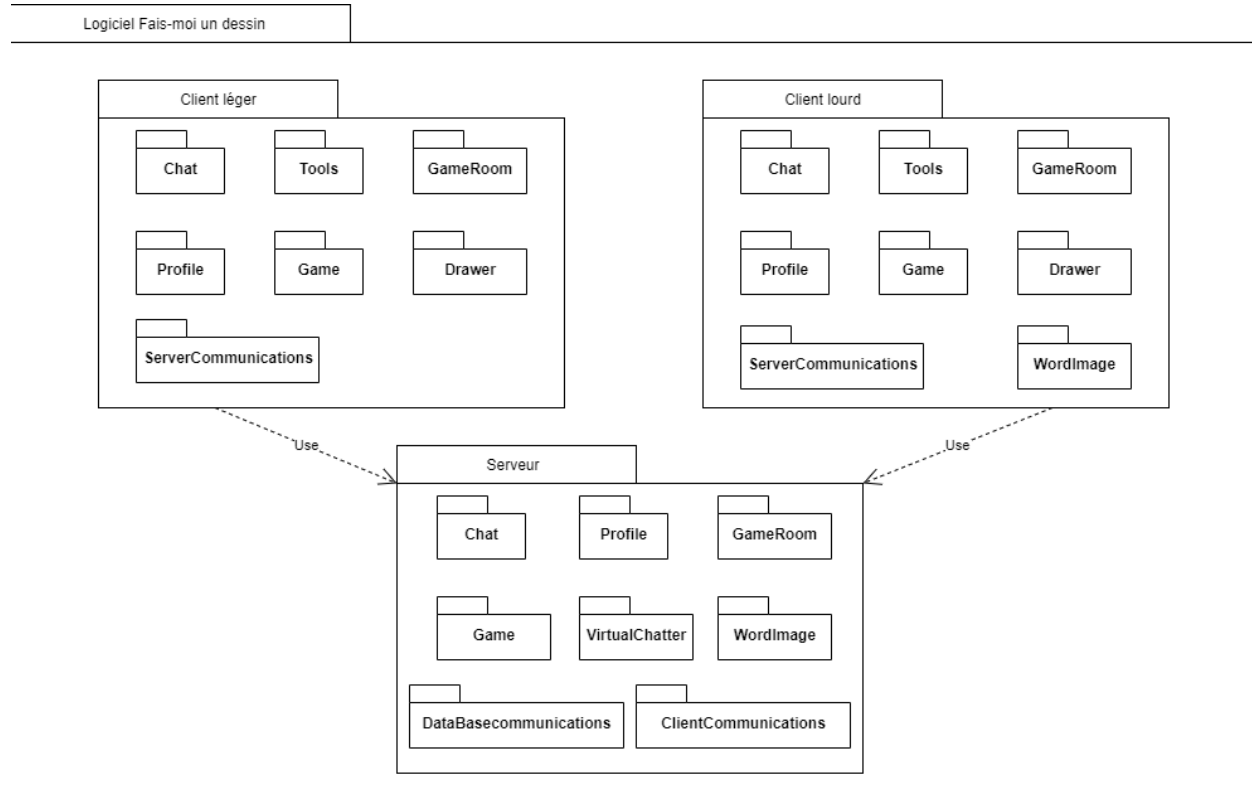 Logiciel Fais-moi un dessin
Client léger
Chat
Tools
GameRoom
Profile
Game
Drawer
ServerCommunications
Client lourd
Chat
Tools
GameRoom
Profile
Game
Drawer
ServerCommunications
WordImage
Use
Use
Serveur
Chat
Profile
GameRoom
Game
VirtualChatter
WordImage
DataBasecommunications
ClientCommunications